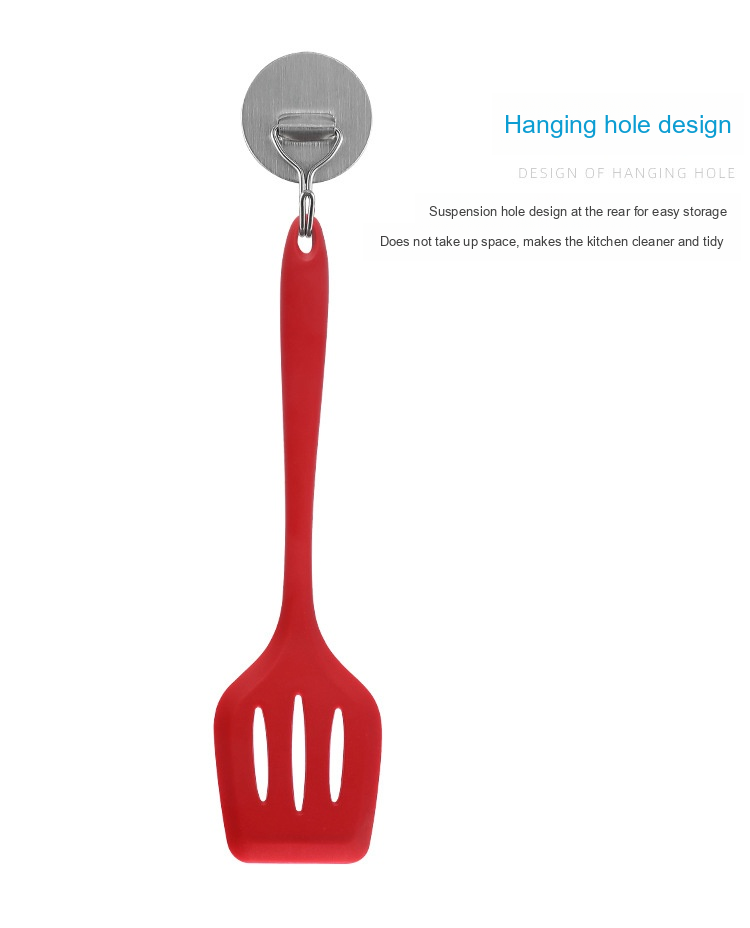 Hanging hole design
DESIGN OF HANGING HOLE
Suspension hole design at the rear for easy storage
Does not take up space, makes the kitchen cleaner and tidy